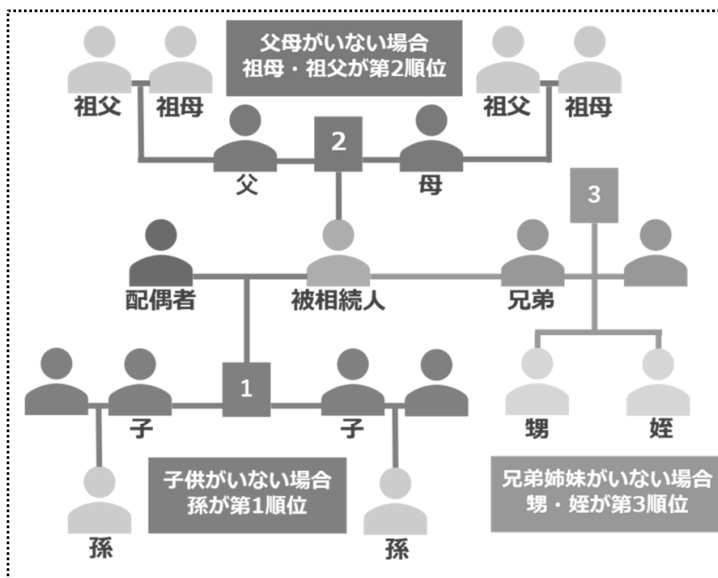 父母がいない場合
祖母・祖父が第2順位
祖父
祖母
祖父
祖母
2
父
母
3
配偶者
被相続人
兄弟
1
子
子
甥
姪
子供がいない場合
孫が第1順位
兄弟姉妹がいない場合
甥・姪が第3順位
孫
孫